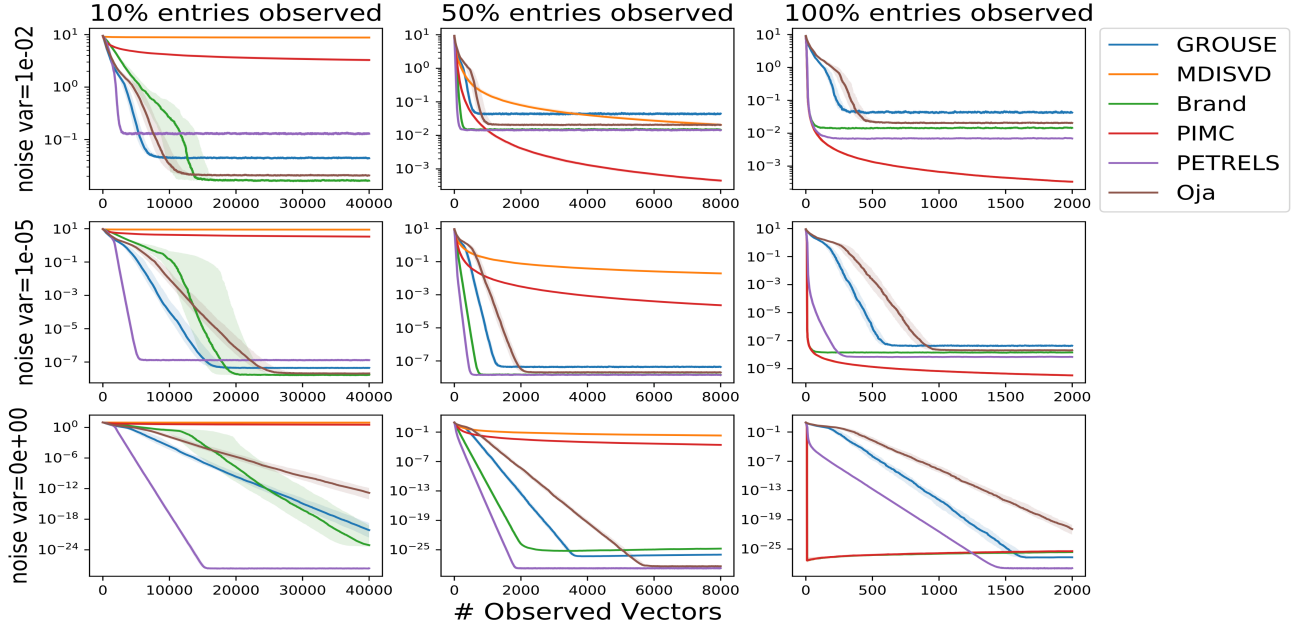 10% entries observed
50% entries observed
100% entries observed
noise var=1e-02
10^1
10^0
10^-1
0 10000 20000 30000 40000
10^1
10^0
10^-1
10^-2
10^-3
0 2000 4000 6000 8000
10^1
10^0
10^-1
10^-2
10^-3
0 500 1000 1500 2000
GROUSE
MDISVD
Brand
PIMC
PETRELS
Oja
noise var=1e-05
10^1
10^-1
10^-3
10^-5
10^-7
0 10000 20000 30000 40000
10^1
10^-1
10^-3
10^-5
10^-7
0 2000 4000 6000 8000
10^1
10^-1
10^-3
10^-5
10^-7
10^-9
0 500 1000 1500 2000
noise var=0e+00
10^0
10^-6
10^-12
10^-18
10^-24
0 10000 20000 30000 40000
10^-1
10^-7
10^-13
10^-19
10^-25
0 2000 4000 6000 8000
10^-1
10^-7
10^-13
10^-19
10^-25
0 500 1000 1500 2000
# Observed Vectors